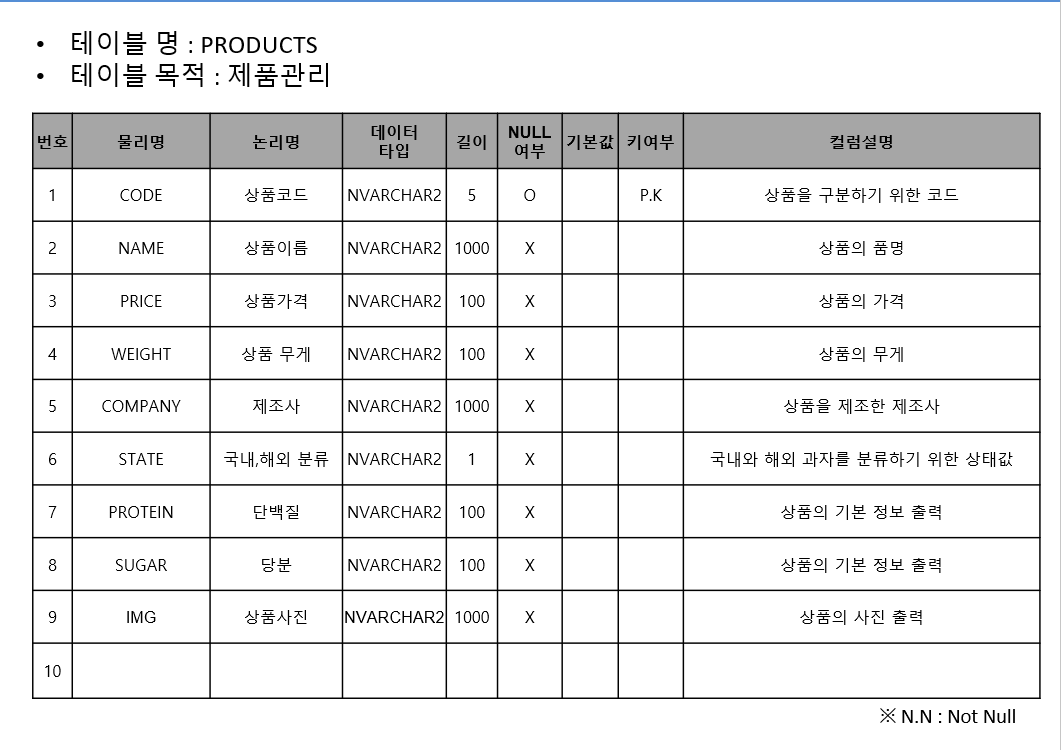 • 테이블 명 : PRODUCTS
• 테이블 목적 : 제품관리
번호 물리명 논리명 데이터 타입 길이 NULL 여부 기본값 키여부 컬럼설명
1 CODE 상품코드 NVARCHAR2 5 O P.K 상품을 구분하기 위한 코드
2 NAME 상품이름 NVARCHAR2 1000 X 상품의 품명
3 PRICE 상품가격 NVARCHAR2 100 X 상품의 가격
4 WEIGHT 상품 무게 NVARCHAR2 100 X 상품의 무게
5 COMPANY 제조사 NVARCHAR2 1000 X 상품을 제조한 제조사
6 STATE 국내,해외 분류 NVARCHAR2 1 X 국내와 해외 과자를 분류하기 위한 상태값
7 PROTEIN 단백질 NVARCHAR2 100 X 상품의 기본 정보 출력
8 SUGAR 당분 NVARCHAR2 100 X 상품의 기본 정보 출력
9 IMG 상품사진 NVARCHAR2 1000 X 상품의 사진 출력
10
※ N.N : Not Null